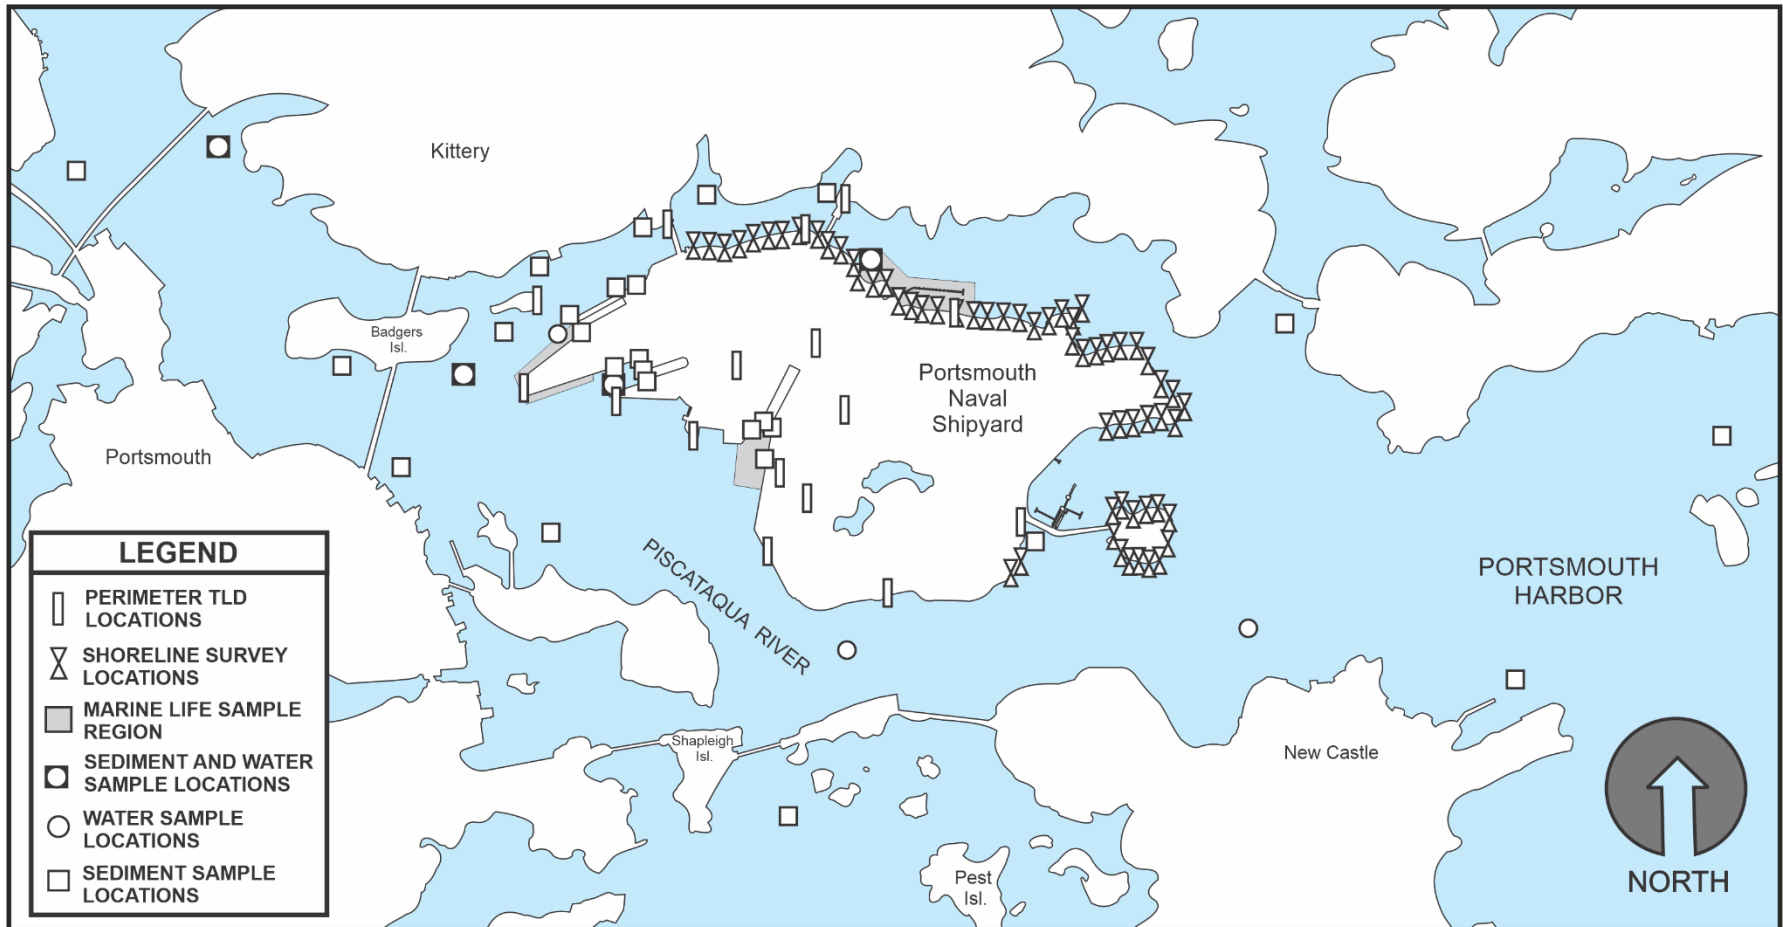 Kittery
Badgers
Isl.
Portsmouth
Naval
Shipyard
Portsmouth
PISCATAQUA RIVER
PORTSMOUTH
HARBOR
Shapleigh
Isl.
New Castle
Pest
Isl.
NORTH
LEGEND
PERIMETER TLD
LOCATIONS
SHORELINE SURVEY
LOCATIONS
MARINE LIFE SAMPLE
REGION
SEDIMENT AND WATER
SAMPLE LOCATIONS
WATER SAMPLE
LOCATIONS
SEDIMENT SAMPLE
LOCATIONS